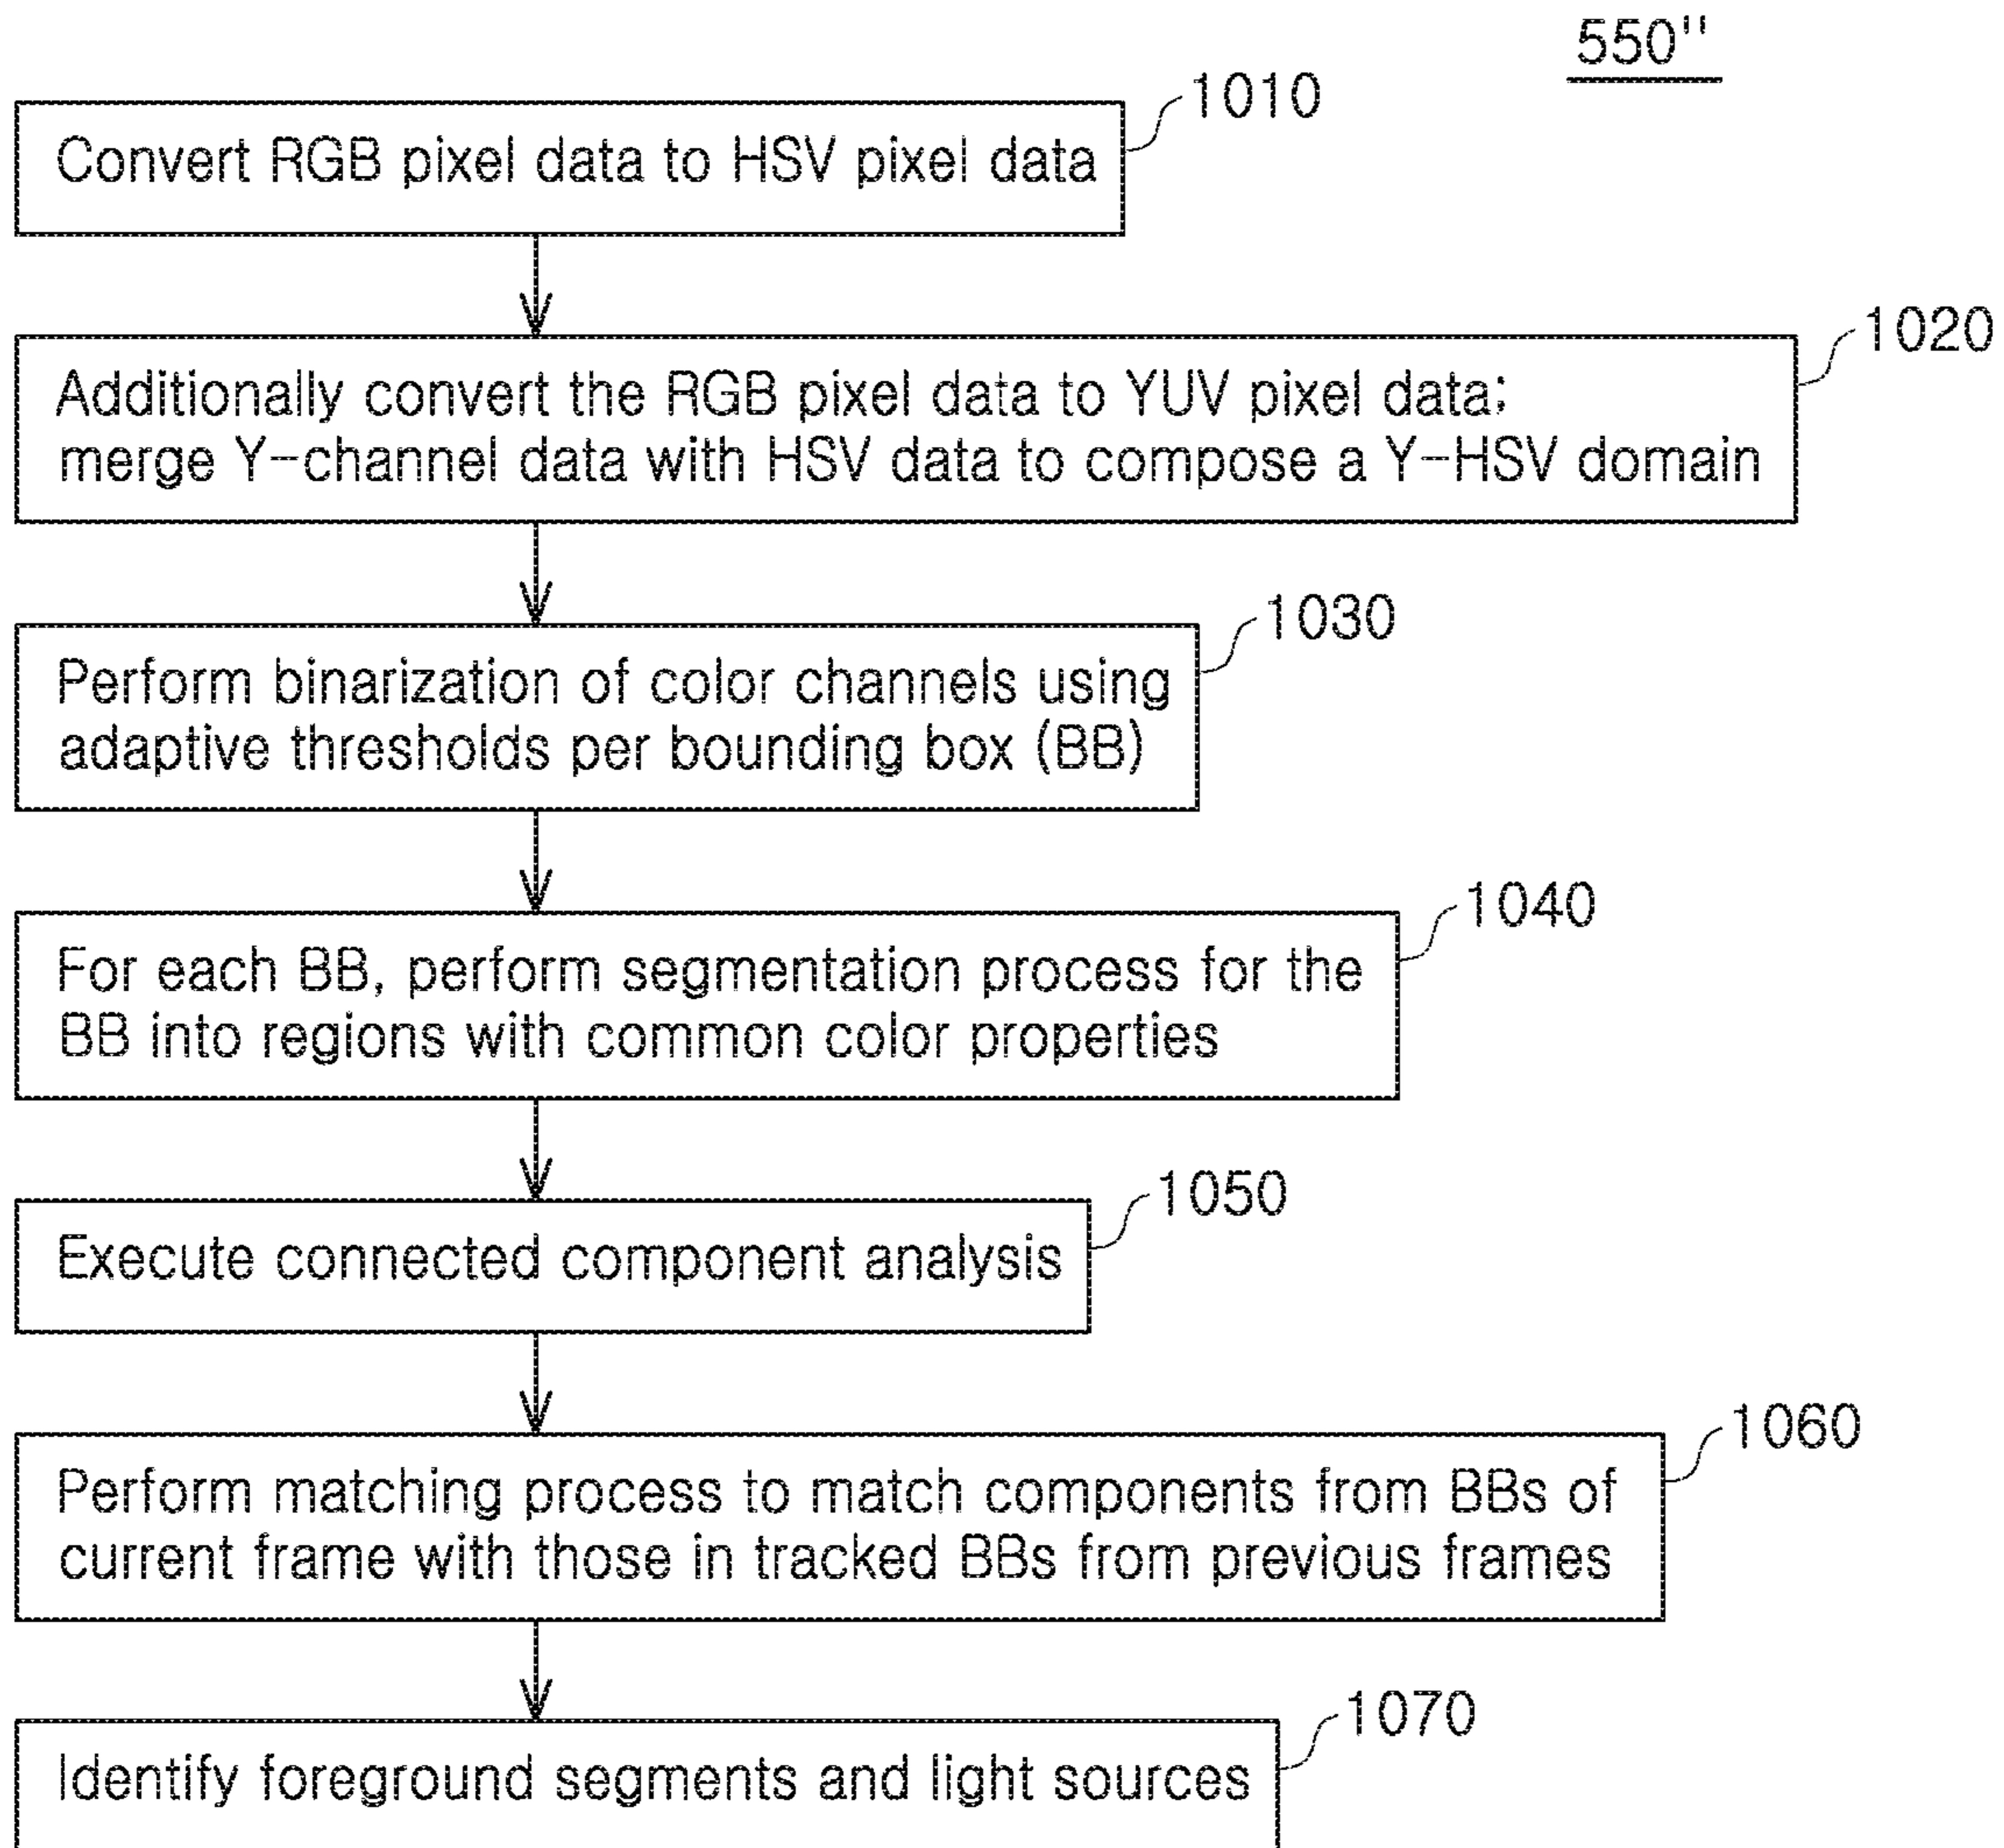 550''
1010
Convert RGB pixel data to HSV pixel data
1020
Additionally convert the RGB pixel data to YUV pixel data;
merge Y-channel data with HSV data to compose a Y-HSV domain
1030
Perform binarization of color channels using
adaptive thresholds per bounding box (BB)
1040
For each BB, perform segmentation process for the
BB into regions with common color properties
1050
Execute connected component analysis
1060
Perform matching process to match components from BBs of
current frame with those in tracked BBs from previous frames
1070
Identify foreground segments and light sources